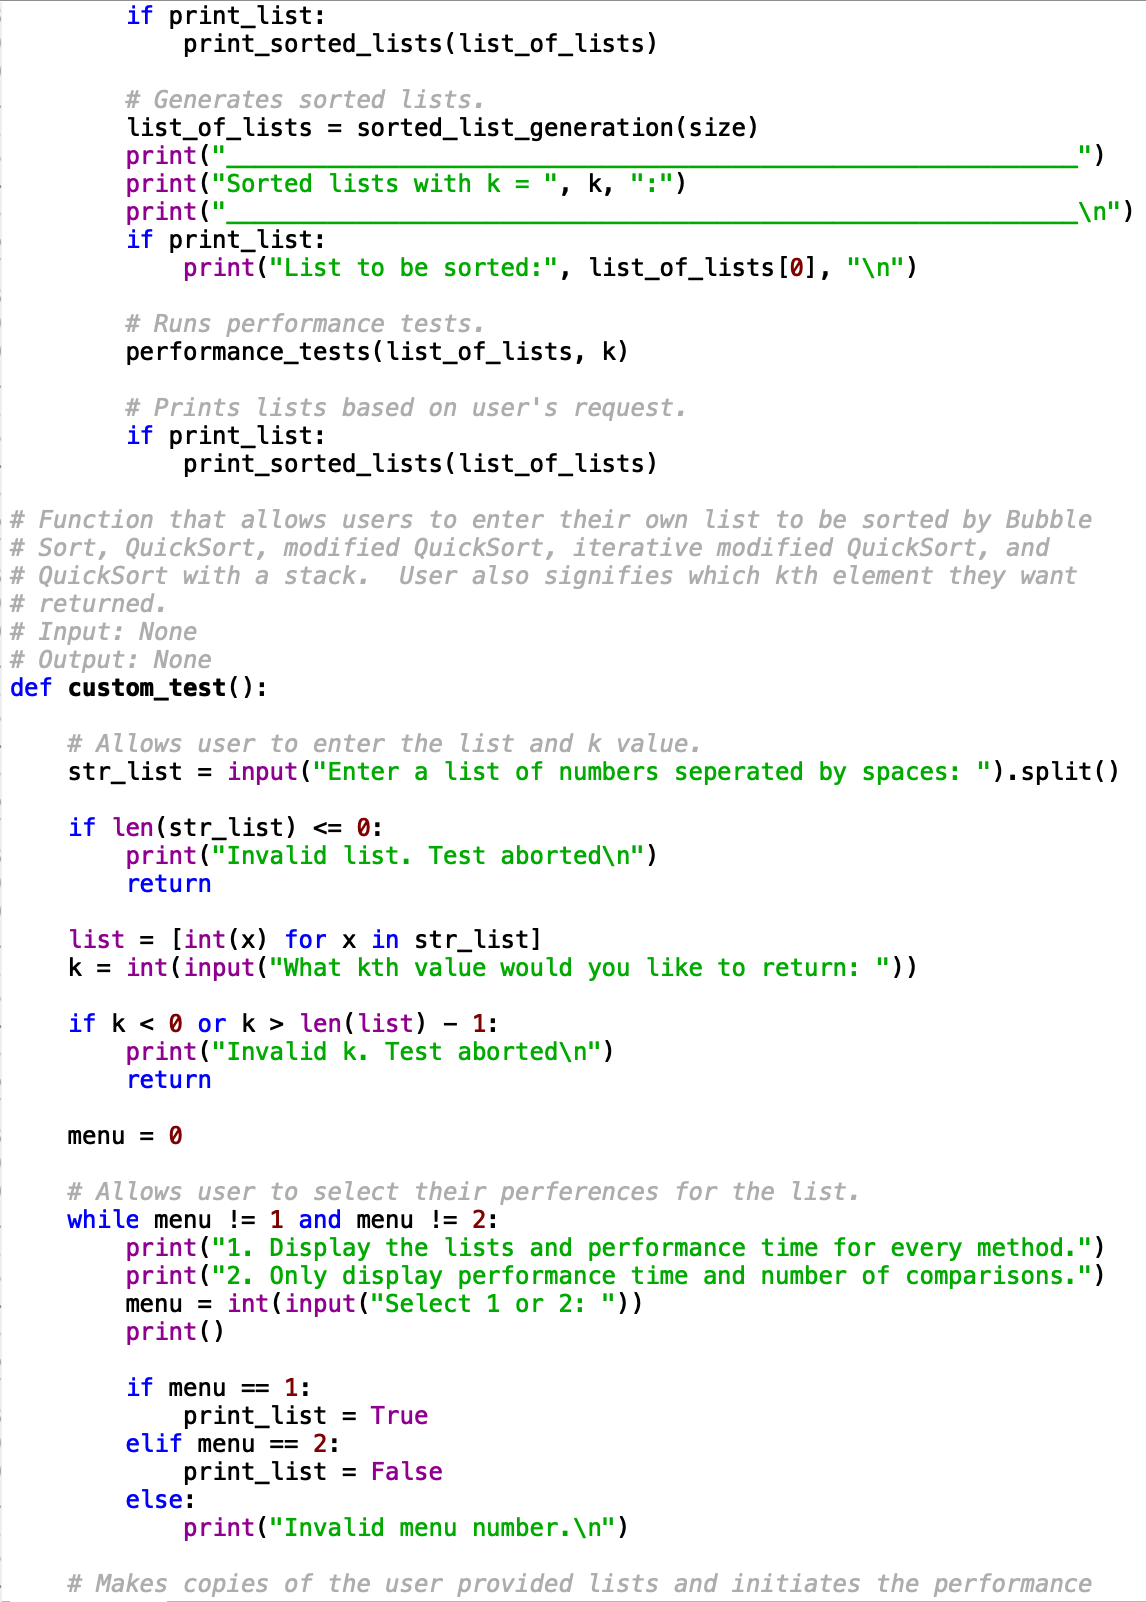 if print_list:
print_sorted_lists(list_of_lists)
# Generates sorted lists.
list_of_lists = sorted_list_generation(size)
print("___________________________________________________________")
print("Sorted lists with k = ", k, ":")
print("___________________________________________________________\n")
if print_list:
print("List to be sorted:", list_of_lists[0], "\n")
# Runs performance tests.
performance_tests(list_of_lists, k)
# Prints lists based on user's request.
if print_list:
print_sorted_lists(list_of_lists)
# Function that allows users to enter their own list to be sorted by Bubble
# Sort, QuickSort, modified QuickSort, iterative modified QuickSort, and
# QuickSort with a stack.  User also signifies which kth element they want
# returned.
# Input: None
# Output: None
def custom_test():
# Allows user to enter the list and k value.
str_list = input("Enter a list of numbers seperated by spaces: ").split()
if len(str_list) <= 0:
print("Invalid list. Test aborted\n")
return
list = [int(x) for x in str_list]
k = int(input("What kth value would you like to return: "))
if k < 0 or k > len(list) - 1:
print("Invalid k. Test aborted\n")
return
menu = 0
# Allows user to select their perferences for the list.
while menu != 1 and menu != 2:
print("1. Display the lists and performance time for every method.")
print("2. Only display performance time and number of comparisons.")
menu = int(input("Select 1 or 2: "))
print()
if menu == 1:
print_list = True
elif menu == 2:
print_list = False
else:
print("Invalid menu number.\n")
# Makes copies of the user provided lists and initiates the performance